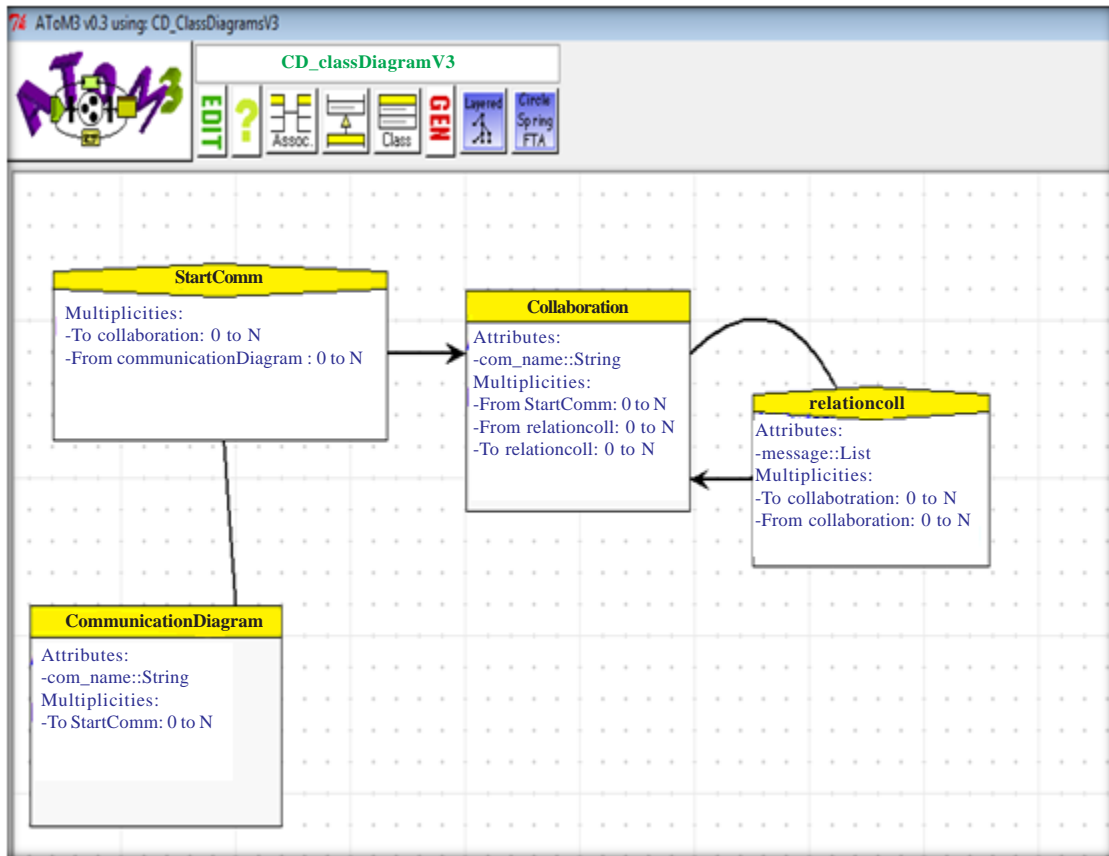 AToM3 v0.3 using: CD_ClassDiagramsV3
ATOM3
CD_classDiagramV3
EDIT
?
Assoc.
Class
GEN
Layered
Circle
Spring
FTA
StartComm
Multiplicities:
-To collaboration: 0 to N
-From communicationDiagram : 0 to N
Collaboration
Attributes:
-com_name::String
Multiplicities:
-From StartComm: 0 to N
-From relationcoll: 0 to N
-To relationcoll: 0 to N
relationcoll
Attributes:
-message::List
Multiplicities:
-To collabotration: 0 to N
-From collaboration: 0 to N
CommunicationDiagram
Attributes:
-com_name::String
Multiplicities:
-To StartComm: 0 to N